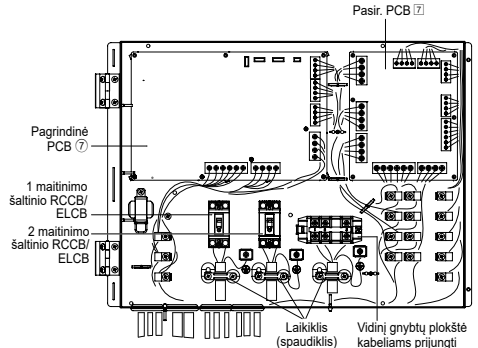 Pasir. PCB 7
Pagrindinė
PCB ⑦
1 maitinimo
šaltinio RCCB/
ELCB
2 maitinimo
šaltinio RCCB/
ELCB
Laikiklis
(spaudiklis)
Vidinį gnybtų plokštė
kabeliams prijungti